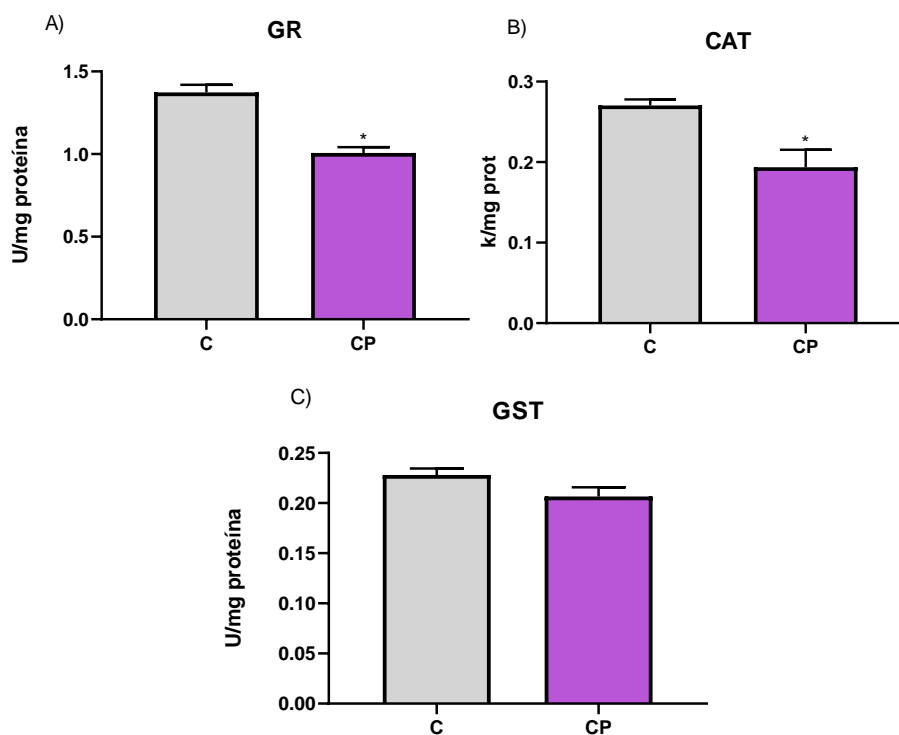 A)
GR
U/mg proteína
1.5
1.0
0.5
0.0
*
C
CP
B)
CAT
k/mg prot
0.3
0.2
0.1
0.0
*
C
CP
C)
GST
U/mg proteína
0.25
0.20
0.15
0.10
0.05
0.00
C
CP